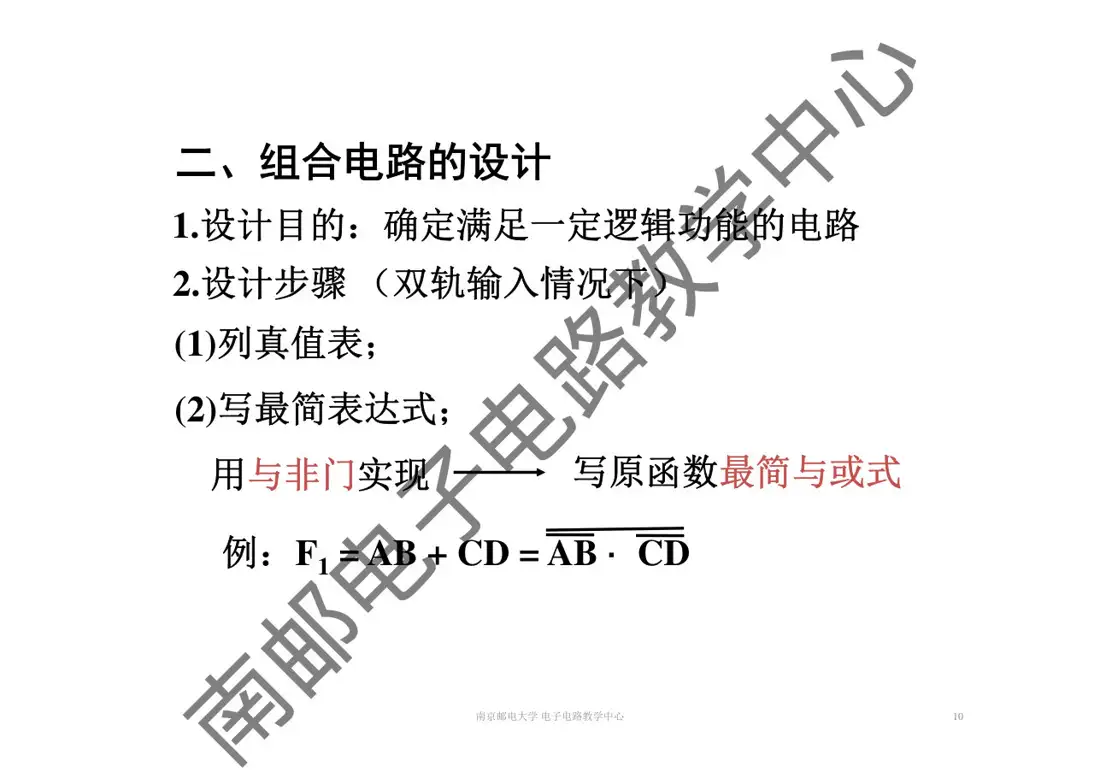 二、组合电路的设计
1.设计目的：确定满足一定逻辑功能的电路
2.设计步骤（双轨输入情况下）
(1)列真值表；
(2)写最简表达式；
用与非门实现 → 写原函数最简与或式
例：F₁ = AB + CD = \overline{\overline{AB} · \overline{CD}}
南邮电子电路教学中心
南京邮电大学 电子电路教学中心
10